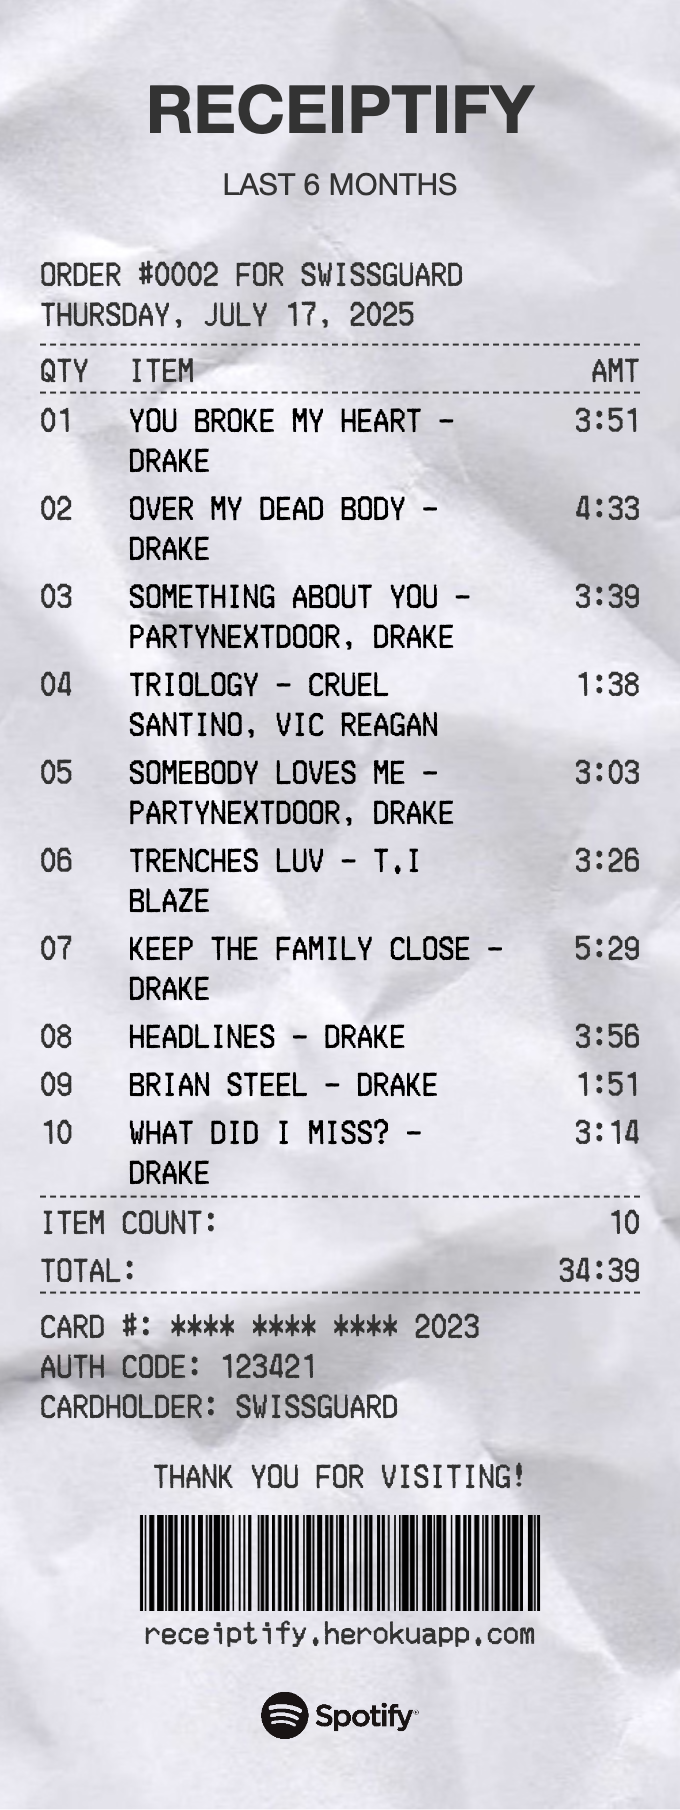 RECEIPTIFY
LAST 6 MONTHS
ORDER #0002 FOR SWISSGUARD
THURSDAY, JULY 17, 2025
QTY ITEM AMT
01 YOU BROKE MY HEART - 3:51
DRAKE
02 OVER MY DEAD BODY - 4:33
DRAKE
03 SOMETHING ABOUT YOU - 3:39
PARTYNEXTDOOR, DRAKE
04 TRIOLOGY - CRUEL 1:38
SANTINO, VIC REAGAN
05 SOMEBODY LOVES ME - 3:03
PARTYNEXTDOOR, DRAKE
06 TRENCHES LUV - T.I 3:26
BLAZE
07 KEEP THE FAMILY CLOSE - 5:29
DRAKE
08 HEADLINES - DRAKE 3:56
09 BRIAN STEEL - DRAKE 1:51
10 WHAT DID I MISS? - 3:14
DRAKE
ITEM COUNT: 10
TOTAL: 34:39
CARD #: **** **** **** 2023
AUTH CODE: 123421
CARDHOLDER: SWISSGUARD
THANK YOU FOR VISITING!
receiptify.herokuapp.com
Spotify